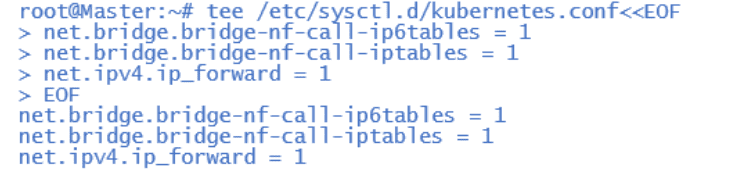 root@Master:~# tee /etc/sysctl.d/kubernetes.conf<<EOF
> net.bridge.bridge-nf-call-ip6tables = 1
> net.bridge.bridge-nf-call-iptables = 1
> net.ipv4.ip_forward = 1
> EOF
net.bridge.bridge-nf-call-ip6tables = 1
net.bridge.bridge-nf-call-iptables = 1
net.ipv4.ip_forward = 1